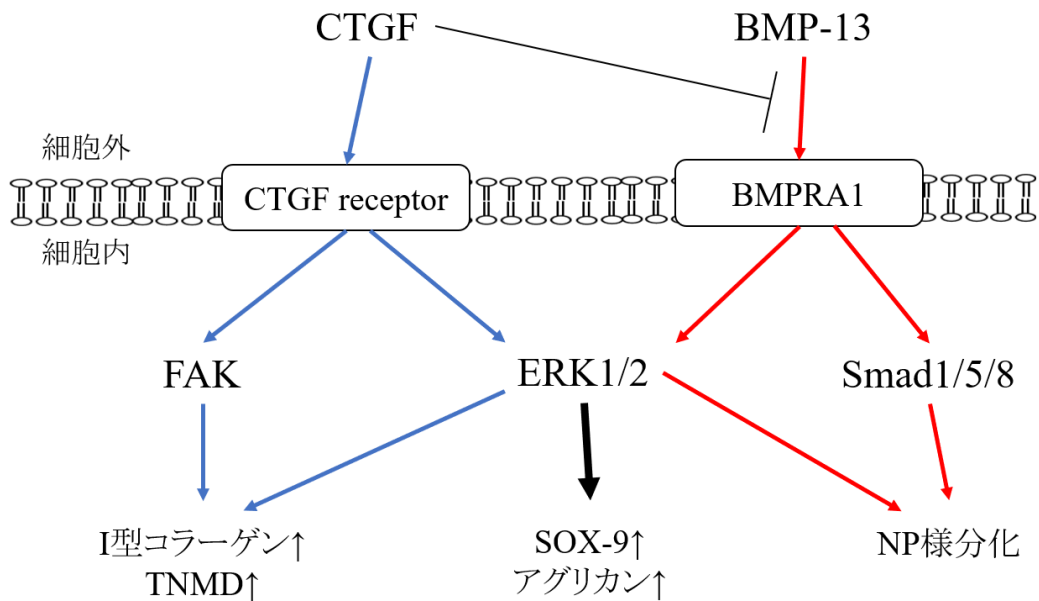 CTGF
BMP-13
細胞外
CTGF receptor
BMPRA1
細胞内
FAK
ERK1/2
Smad1/5/8
I型コラーゲン↑
TNMD↑
SOX-9↑
アグリカン↑
NP様分化